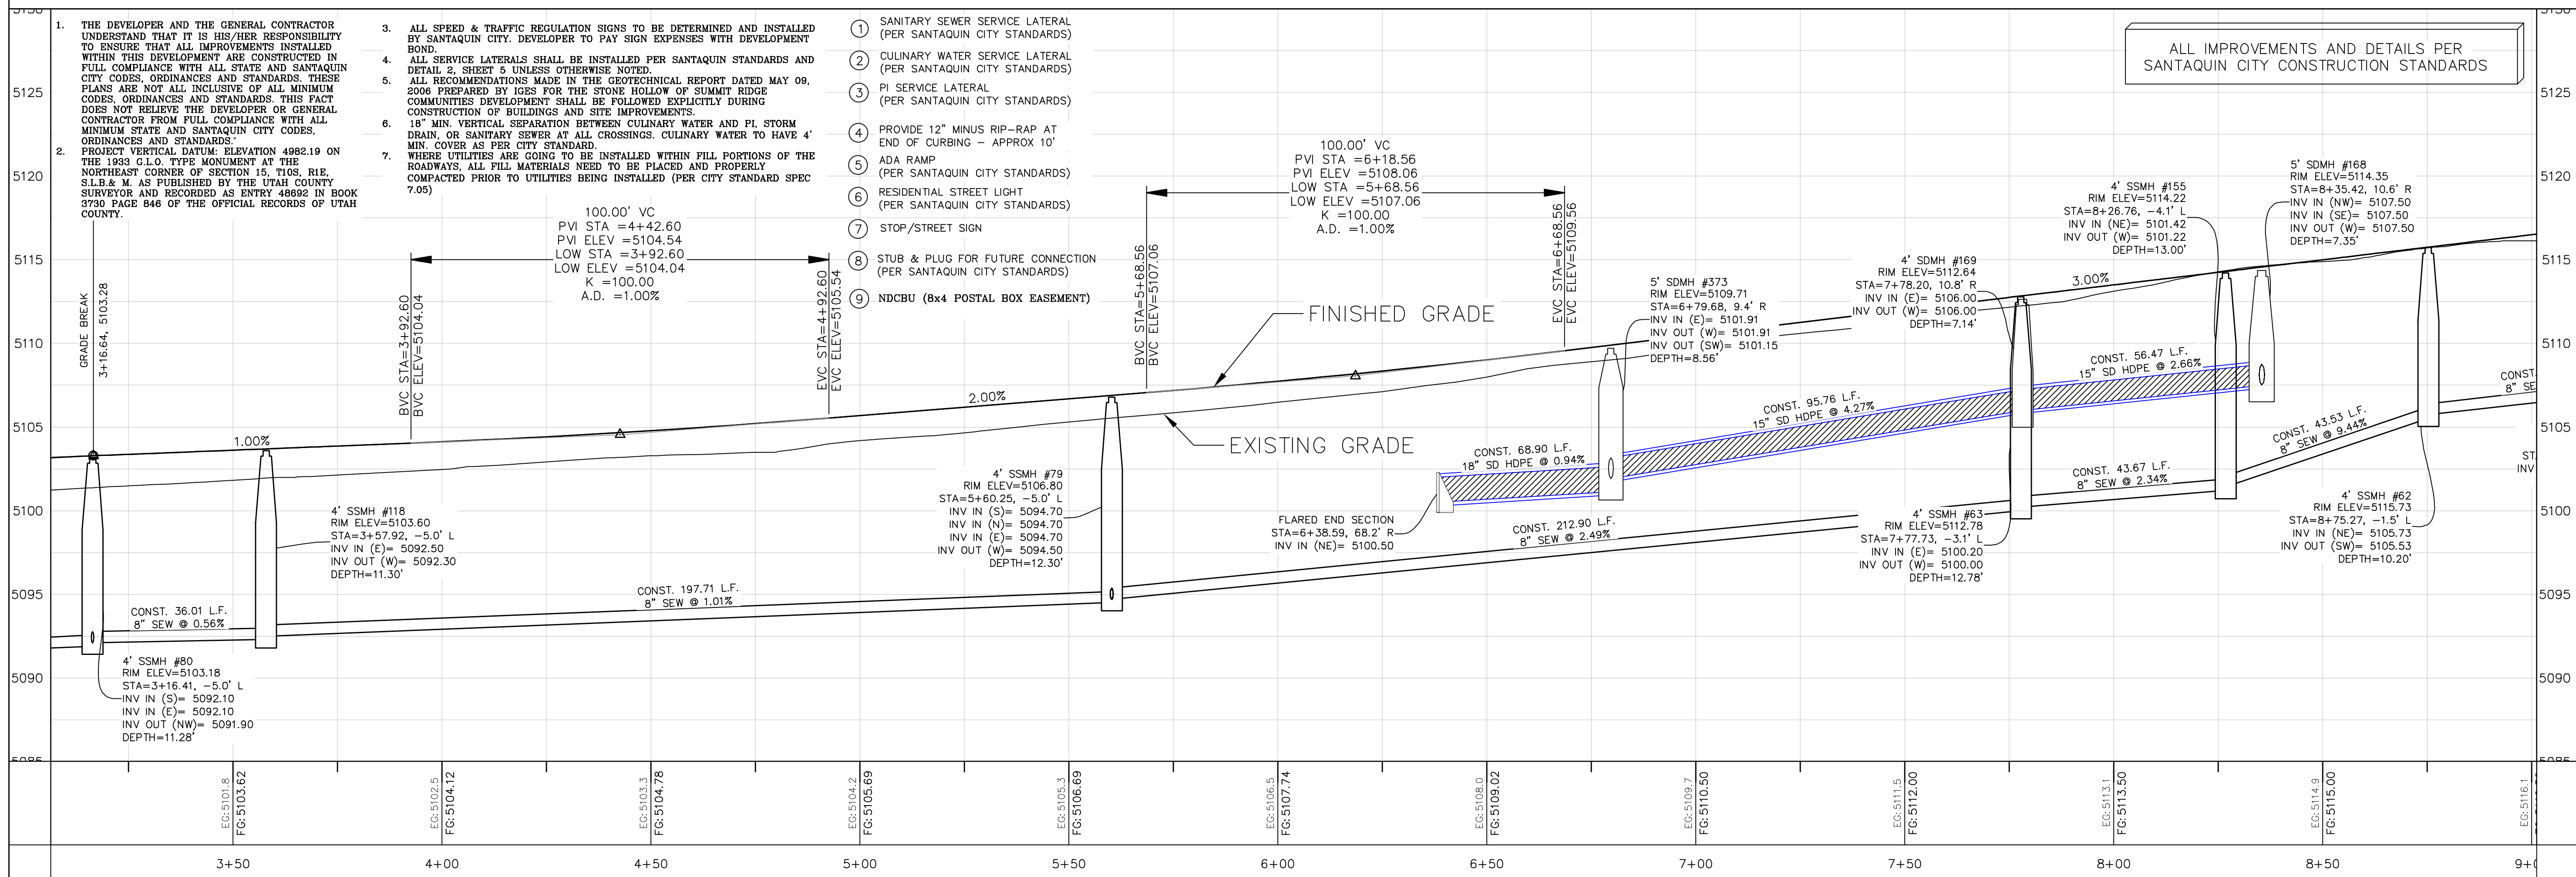 1. THE DEVELOPER AND THE GENERAL CONTRACTOR
UNDERSTAND THAT IT IS HIS/HER RESPONSIBILITY
TO ENSURE THAT ALL IMPROVEMENTS INSTALLED
WITHIN THIS DEVELOPMENT ARE CONSTRUCTED IN
FULL COMPLIANCE WITH ALL STATE AND SANTAQUIN
CITY CODES, ORDINANCES AND STANDARDS. THESE
PLANS ARE NOT ALL INCLUSIVE OF ALL MINIMUM
CODES, ORDINANCES AND STANDARDS. THIS FACT
DOES NOT RELIEVE THE DEVELOPER OR GENERAL
CONTRACTOR FROM FULL COMPLIANCE WITH ALL
MINIMUM STATE AND SANTAQUIN CITY CODES,
ORDINANCES AND STANDARDS."
2. PROJECT VERTICAL DATUM: ELEVATION 4982.19 ON
THE 1933 G.L.O. TYPE MONUMENT AT THE
NORTHEAST CORNER OF SECTION 15, T10S, R1E,
S.L.B.& M. AS PUBLISHED BY THE UTAH COUNTY
SURVEYOR AND RECORDED AS ENTRY 48692 IN BOOK
3730 PAGE 846 OF THE OFFICIAL RECORDS OF UTAH
COUNTY.
3. ALL SPEED & TRAFFIC REGULATION SIGNS TO BE DETERMINED AND INSTALLED
BY SANTAQUIN CITY. DEVELOPER TO PAY SIGN EXPENSES WITH DEVELOPMENT
BOND.
4. ALL SERVICE LATERALS SHALL BE INSTALLED PER SANTAQUIN STANDARDS AND
DETAIL 2, SHEET 5 UNLESS OTHERWISE NOTED.
5. ALL RECOMMENDATIONS MADE IN THE GEOTECHNICAL REPORT DATED MAY 09,
2006 PREPARED BY IGES FOR THE STONE HOLLOW OF SUMMIT RIDGE
COMMUNITIES DEVELOPMENT SHALL BE FOLLOWED EXPLICITLY DURING
CONSTRUCTION OF BUILDINGS AND SITE IMPROVEMENTS.
6. 18" MIN. VERTICAL SEPARATION BETWEEN CULINARY WATER AND PI, STORM
DRAIN, OR SANITARY SEWER AT ALL CROSSINGS. CULINARY WATER TO HAVE 4'
MIN. COVER AS PER CITY STANDARD.
7. WHERE UTILITIES ARE GOING TO BE INSTALLED WITHIN FILL PORTIONS OF THE
ROADWAYS, ALL FILL MATERIALS NEED TO BE PLACED AND PROPERLY
COMPACTED PRIOR TO UTILITIES BEING INSTALLED (PER CITY STANDARD SPEC
7.05)
1 SANITARY SEWER SERVICE LATERAL
(PER SANTAQUIN CITY STANDARDS)
2 CULINARY WATER SERVICE LATERAL
(PER SANTAQUIN CITY STANDARDS)
3 PI SERVICE LATERAL
(PER SANTAQUIN CITY STANDARDS)
4 PROVIDE 12" MINUS RIP-RAP AT
END OF CURBING - APPROX 10'
5 ADA RAMP
(PER SANTAQUIN CITY STANDARDS)
6 RESIDENTIAL STREET LIGHT
(PER SANTAQUIN CITY STANDARDS)
7 STOP/STREET SIGN
8 STUB & PLUG FOR FUTURE CONNECTION
(PER SANTAQUIN CITY STANDARDS)
9 NDCBU (8x4 POSTAL BOX EASEMENT)
ALL IMPROVEMENTS AND DETAILS PER
SANTAQUIN CITY CONSTRUCTION STANDARDS
5130
5125
5120
5115
5110
5105
5100
5095
5090
5085
5130
5125
5120
5115
5110
5105
5100
5095
5090
5085
GRADE BREAK
3+16.64, 5103.28
100.00' VC
PVI STA =4+42.60
PVI ELEV =5104.54
LOW STA =3+92.60
LOW ELEV =5104.04
K =100.00
A.D. =1.00%
BVC STA=3+92.60
BVC ELEV=5104.04
EVC STA=4+92.60
EVC ELEV=5105.54
100.00' VC
PVI STA =6+18.56
PVI ELEV =5108.06
LOW STA =5+68.56
LOW ELEV =5107.06
K =100.00
A.D. =1.00%
BVC STA=5+68.56
BVC ELEV=5107.06
EVC STA=6+68.56
EVC ELEV=5109.56
1.00%
2.00%
3.00%
FINISHED GRADE
EXISTING GRADE
4' SSMH #80
RIM ELEV=5103.18
STA=3+16.41, -5.0' L
INV IN (S)= 5092.10
INV IN (E)= 5092.10
INV OUT (NW)= 5091.90
DEPTH=11.28'
CONST. 36.01 L.F.
8" SEW @ 0.56%
4' SSMH #118
RIM ELEV=5103.60
STA=3+57.92, -5.0' L
INV IN (E)= 5092.50
INV OUT (W)= 5092.30
DEPTH=11.30'
CONST. 197.71 L.F.
8" SEW @ 1.01%
4' SSMH #79
RIM ELEV=5106.80
STA=5+60.25, -5.0' L
INV IN (S)= 5094.70
INV IN (N)= 5094.70
INV IN (E)= 5094.70
INV OUT (W)= 5094.50
DEPTH=12.30'
FLARED END SECTION
STA=6+38.59, 68.2' R
INV IN (NE)= 5100.50
CONST. 68.90 L.F.
18" SD HDPE @ 0.94%
CONST. 212.90 L.F.
8" SEW @ 2.49%
5' SDMH #373
RIM ELEV=5109.71
STA=6+79.68, 9.4' R
INV IN (E)= 5101.91
INV OUT (W)= 5101.91
INV OUT (SW)= 5101.15
DEPTH=8.56'
CONST. 95.76 L.F.
15" SD HDPE @ 4.27%
4' SDMH #169
RIM ELEV=5112.64
STA=7+78.20, 10.8' R
INV IN (E)= 5106.00
INV OUT (W)= 5106.00
DEPTH=7.14'
4' SSMH #63
RIM ELEV=5112.78
STA=7+77.73, -3.1' L
INV IN (E)= 5100.20
INV OUT (W)= 5100.00
DEPTH=12.78'
CONST. 56.47 L.F.
15" SD HDPE @ 2.66%
CONST. 43.67 L.F.
8" SEW @ 2.34%
4' SSMH #155
RIM ELEV=5114.22
STA=8+26.76, -4.1' L
INV IN (NE)= 5101.42
INV OUT (W)= 5101.22
DEPTH=13.00'
5' SDMH #168
RIM ELEV=5114.35
STA=8+35.42, 10.6' R
INV IN (NW)= 5107.50
INV IN (SE)= 5107.50
INV OUT (W)= 5107.50
DEPTH=7.35'
CONST. 43.53 L.F.
8" SEW @ 9.44%
4' SSMH #62
RIM ELEV=5115.73
STA=8+75.27, -1.5' L
INV IN (NE)= 5105.73
INV OUT (SW)= 5105.53
DEPTH=10.20'
CONST.
8" SE
ST
INV
EG: 5101.8
FG: 5103.62
EG: 5102.5
FG: 5104.12
EG: 5103.3
FG: 5104.78
EG: 5104.2
FG: 5105.69
EG: 5105.3
FG: 5106.69
EG: 5106.5
FG: 5107.74
EG: 5108.0
FG: 5109.02
EG: 5109.7
FG: 5110.50
EG: 5111.5
FG: 5112.00
EG: 5113.1
FG: 5113.50
EG: 5114.9
FG: 5115.00
EG: 5116.1
3+50
4+00
4+50
5+00
5+50
6+00
6+50
7+00
7+50
8+00
8+50
9+